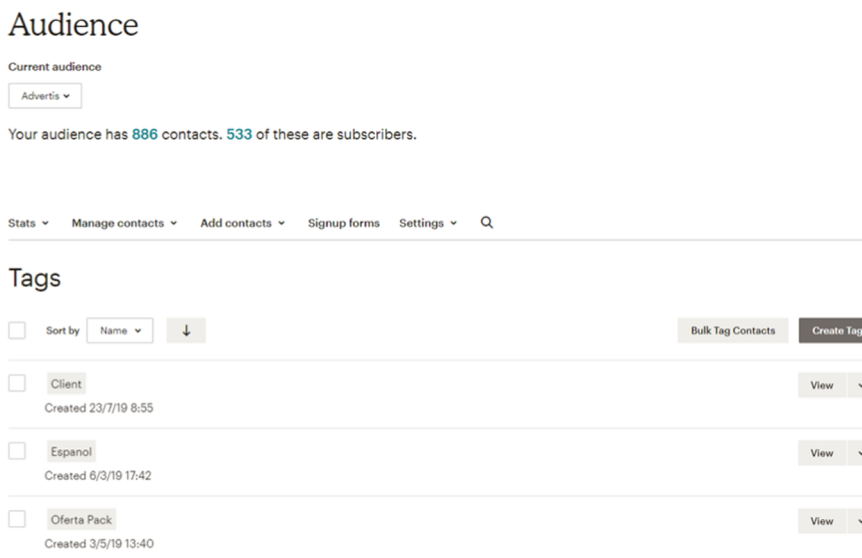 Audience
Current audience
Advertis
Your audience has 886 contacts. 533 of these are subscribers.
Stats Manage contacts Add contacts Signup forms Settings
Tags
Sort by Name Bulk Tag Contacts Create Tag
Client View
Created 23/7/19 8:55
Espanol View
Created 6/3/19 17:42
Oferta Pack View
Created 3/5/19 13:40